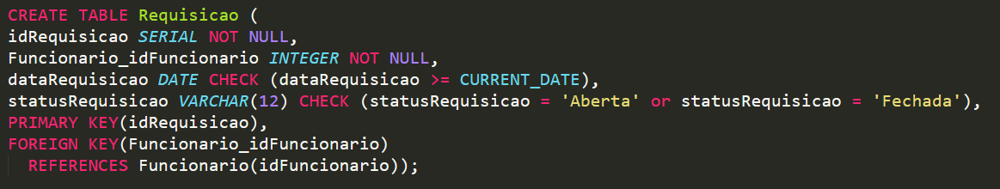 CREATE TABLE Requisicao (
idRequisicao SERIAL NOT NULL,
Funcionario_idFuncionario INTEGER NOT NULL,
dataRequisicao DATE CHECK (dataRequisicao >= CURRENT_DATE),
statusRequisicao VARCHAR(12) CHECK (statusRequisicao = 'Aberta' or statusRequisicao = 'Fechada'),
PRIMARY KEY(idRequisicao),
FOREIGN KEY(Funcionario_idFuncionario)
  REFERENCES Funcionario(idFuncionario));